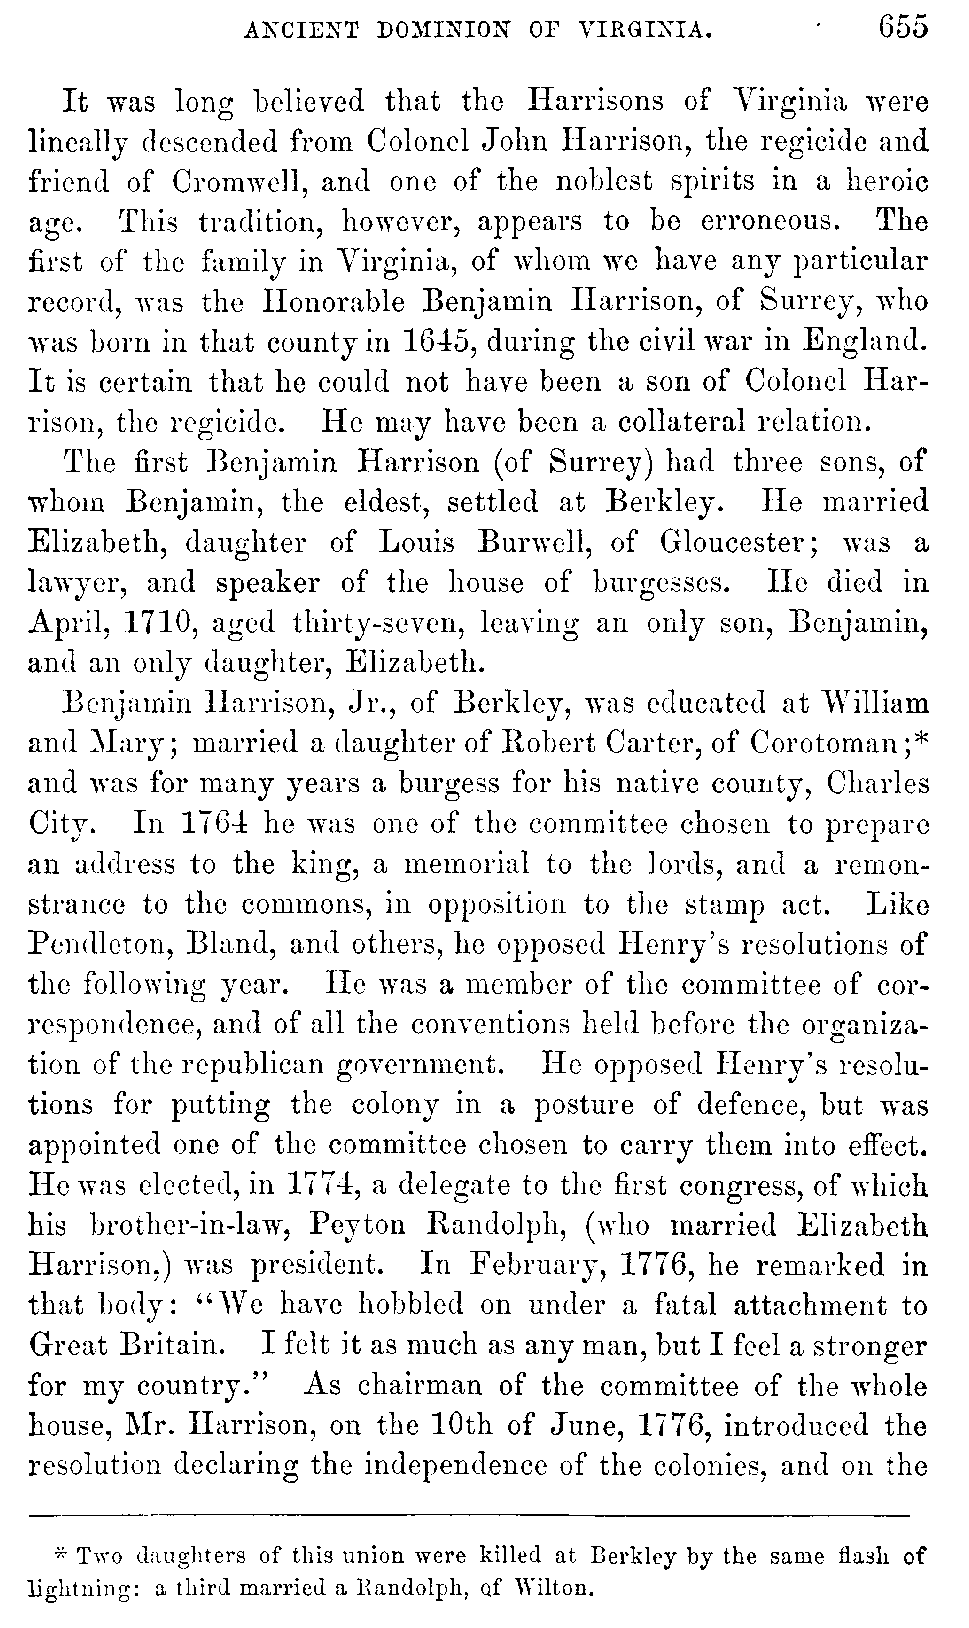 ANCIENT DOMINION OF VIRGINIA. 655
It was long believed that the Harrisons of Virginia were
lineally descended from Colonel John Harrison, the regicide and
friend of Cromwell, and one of the noblest spirits in a heroic
age. This tradition, however, appears to be erroneous. The
first of the family in Virginia, of whom we have any particular
record, was the Honorable Benjamin Harrison, of Surrey, who
was born in that county in 1645, during the civil war in England.
It is certain that he could not have been a son of Colonel Har-
rison, the regicide. He may have been a collateral relation.
The first Benjamin Harrison (of Surrey) had three sons, of
whom Benjamin, the eldest, settled at Berkley. He married
Elizabeth, daughter of Louis Burwell, of Gloucester; was a
lawyer, and speaker of the house of burgesses. He died in
April, 1710, aged thirty-seven, leaving an only son, Benjamin,
and an only daughter, Elizabeth.
Benjamin Harrison, Jr., of Berkley, was educated at William
and Mary; married a daughter of Robert Carter, of Corotoman;*
and was for many years a burgess for his native county, Charles
City. In 1764 he was one of the committee chosen to prepare
an address to the king, a memorial to the lords, and a remon-
strance to the commons, in opposition to the stamp act. Like
Pendleton, Bland, and others, he opposed Henry's resolutions of
the following year. He was a member of the committee of cor-
respondence, and of all the conventions held before the organiza-
tion of the republican government. He opposed Henry's resolu-
tions for putting the colony in a posture of defence, but was
appointed one of the committee chosen to carry them into effect.
He was elected, in 1774, a delegate to the first congress, of which
his brother-in-law, Peyton Randolph, (who married Elizabeth
Harrison,) was president. In February, 1776, he remarked in
that body: "We have hobbled on under a fatal attachment to
Great Britain. I felt it as much as any man, but I feel a stronger
for my country." As chairman of the committee of the whole
house, Mr. Harrison, on the 10th of June, 1776, introduced the
resolution declaring the independence of the colonies, and on the
* Two daughters of this union were killed at Berkley by the same flash of
lightning: a third married a Randolph, of Wilton.